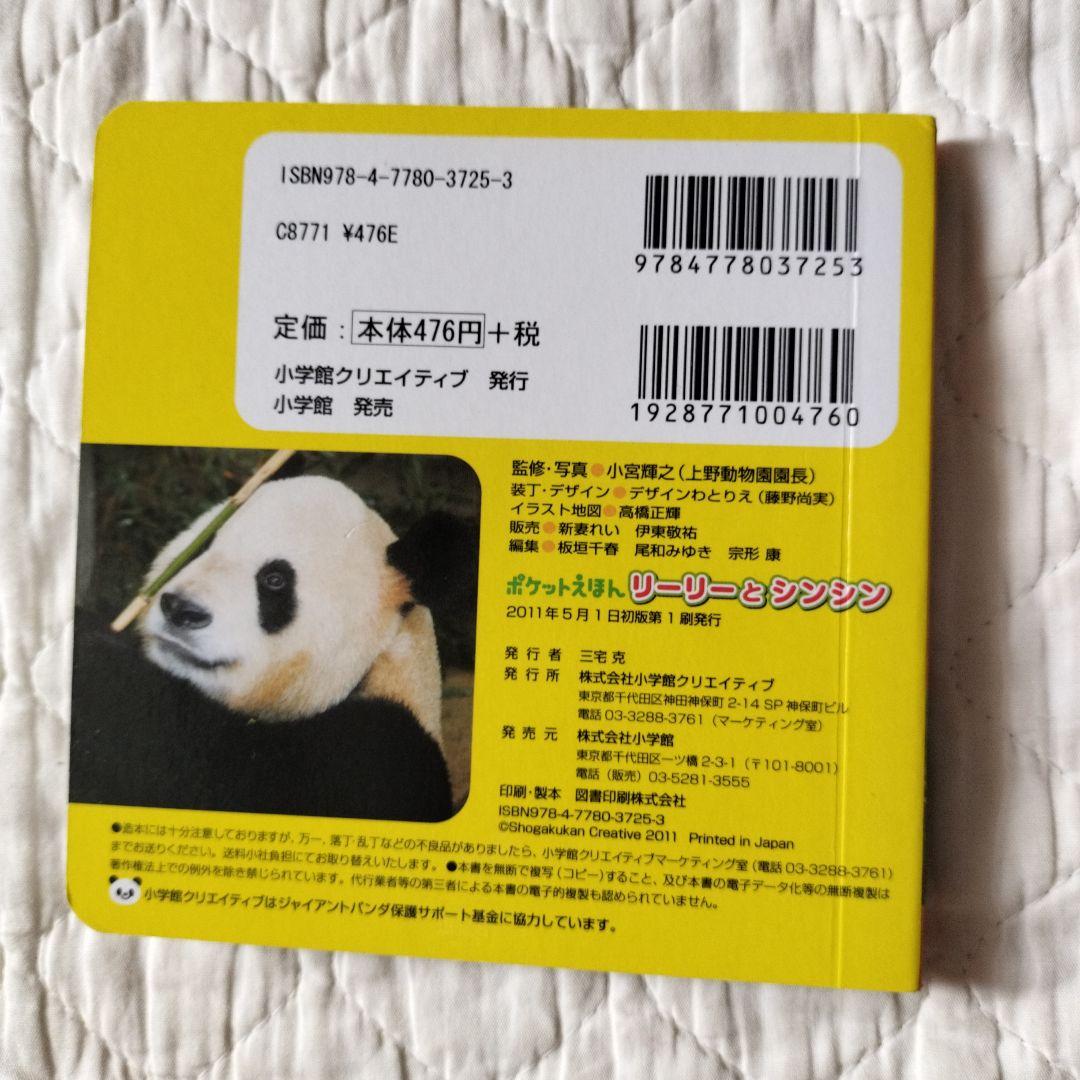 ISBN978-4-7780-3725-3
C8771 ¥476E
9784778037253
定価：本体476円＋税
1928771004760
小学館クリエイティブ　発行
小学館　発売
監修・写真●小宮輝之（上野動物園園長）
装丁・デザイン●デザインわとりえ（藤野尚実）
イラスト地図●高橋正輝
販売●新妻れい　伊東敬祐
編集●板垣千春　尾和みゆき　宗形 康
ポケットえほん リーリーと シンシン
2011年5月1日初版第1刷発行
発行者　三宅 克
発行所　株式会社小学館クリエイティブ
東京都千代田区神田神保町 2-14 SP 神保町ビル
電話 03-3288-3761（マーケティング室）
発売元　株式会社小学館
東京都千代田区一ツ橋 2-3-1（〒101-8001）
電話（販売）03-5281-3555
印刷・製本　図書印刷株式会社
ISBN978-4-7780-3725-3
©Shogakukan Creative 2011　Printed in Japan
●造本には十分注意しておりますが、万一、落丁・乱丁などの不良品がありましたら、小学館クリエイティブマーケティング室（電話 03-3288-3761）
までお送りください。送料小社負担にてお取り替えいたします。●本書を無断で複写（コピー）すること、及び本書の電子データ化等の無断複製は
著作権法上での例外を除き禁じられています。代行業者等の第三者による本書の電子的複製も認められていません。
小学館クリエイティブはジャイアントパンダ保護サポート基金に協力しています。